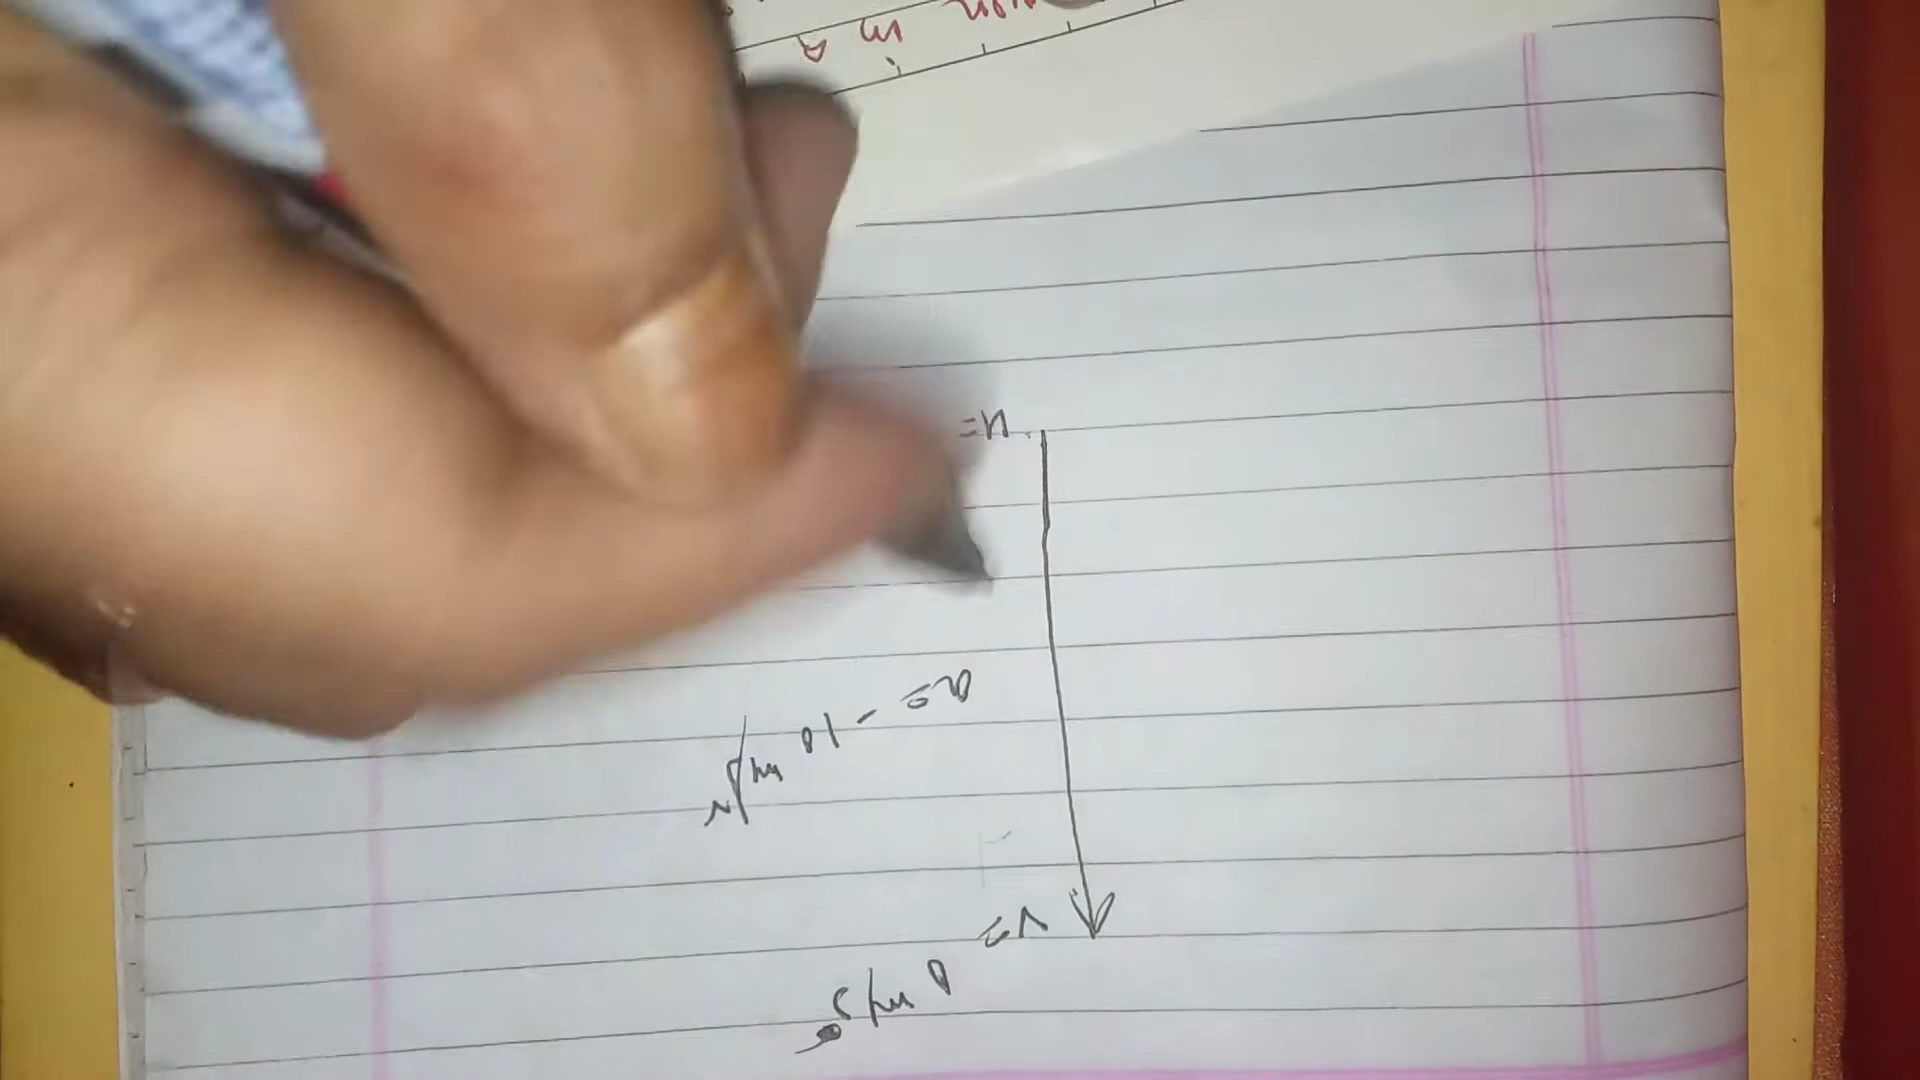 v= 0 m/s
a= - 10 m/s²
u=